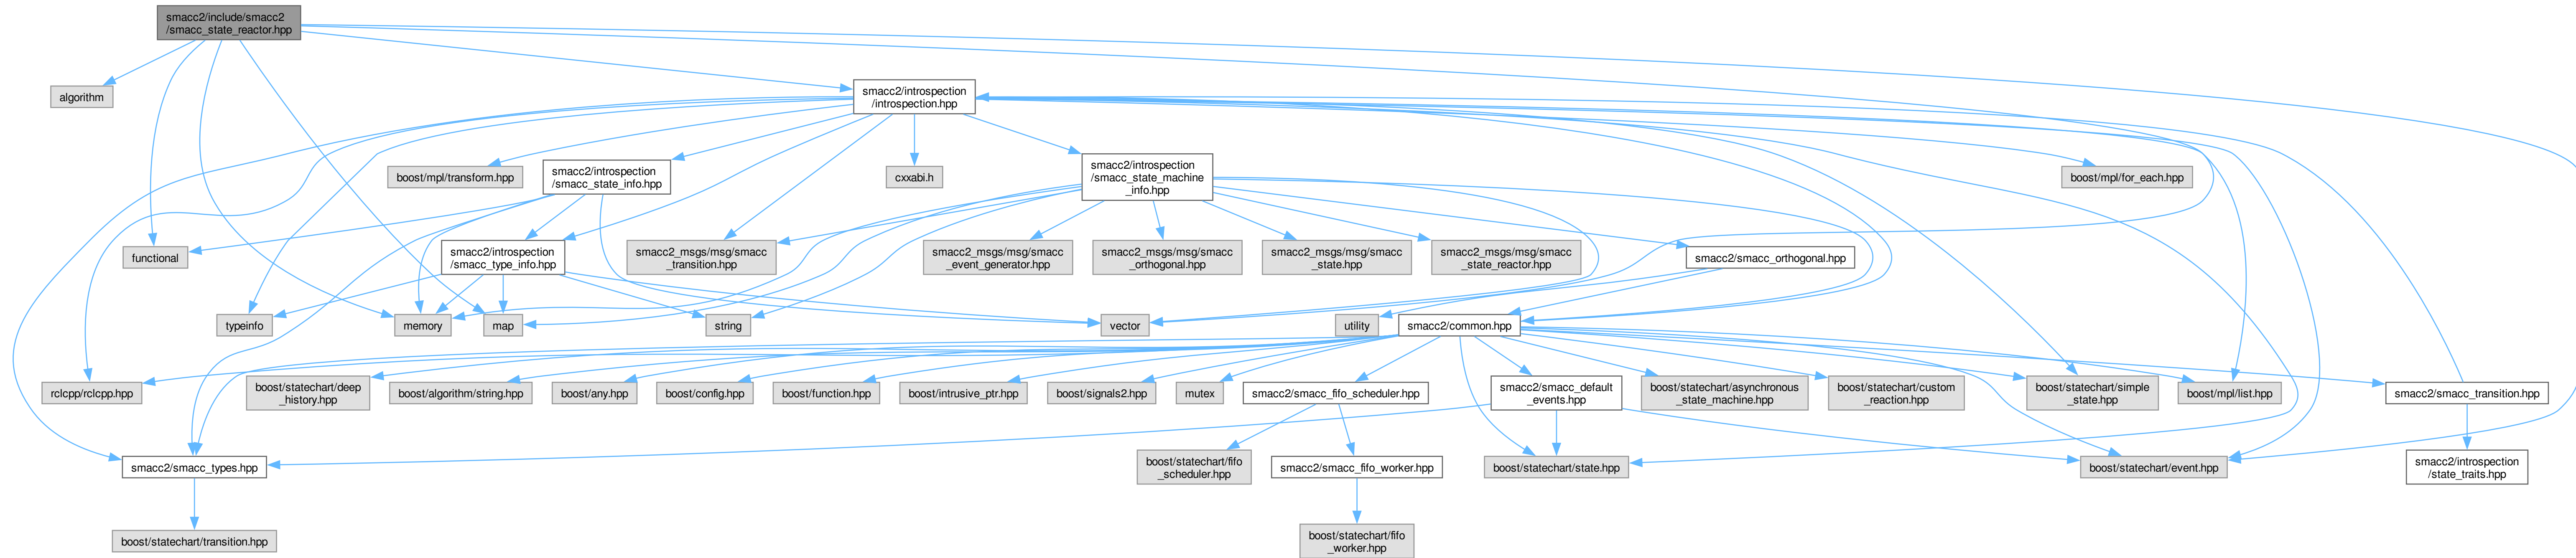 smacc2/include/smacc2
/smacc_state_reactor.hpp
algorithm
smacc2/introspection
/introspection.hpp
boost/mpl/transform.hpp
smacc2/introspection
/smacc_state_info.hpp
cxxabi.h
smacc2/introspection
/smacc_state_machine
_info.hpp
boost/mpl/for_each.hpp
functional
smacc2/introspection
/smacc_type_info.hpp
smacc2_msgs/msg/smacc
_transition.hpp
smacc2_msgs/msg/smacc
_event_generator.hpp
smacc2_msgs/msg/smacc
_orthogonal.hpp
smacc2_msgs/msg/smacc
_state.hpp
smacc2_msgs/msg/smacc
_state_reactor.hpp
smacc2/smacc_orthogonal.hpp
typeinfo
memory
map
string
vector
utility
smacc2/common.hpp
rclcpp/rclcpp.hpp
boost/statechart/deep
_history.hpp
boost/algorithm/string.hpp
boost/any.hpp
boost/config.hpp
boost/function.hpp
boost/intrusive_ptr.hpp
boost/signals2.hpp
mutex
smacc2/smacc_fifo_scheduler.hpp
smacc2/smacc_default
_events.hpp
boost/statechart/asynchronous
_state_machine.hpp
boost/statechart/custom
_reaction.hpp
boost/statechart/simple
_state.hpp
boost/mpl/list.hpp
smacc2/smacc_transition.hpp
smacc2/smacc_types.hpp
boost/statechart/fifo
_scheduler.hpp
smacc2/smacc_fifo_worker.hpp
boost/statechart/state.hpp
boost/statechart/event.hpp
smacc2/introspection
/state_traits.hpp
boost/statechart/transition.hpp
boost/statechart/fifo
_worker.hpp